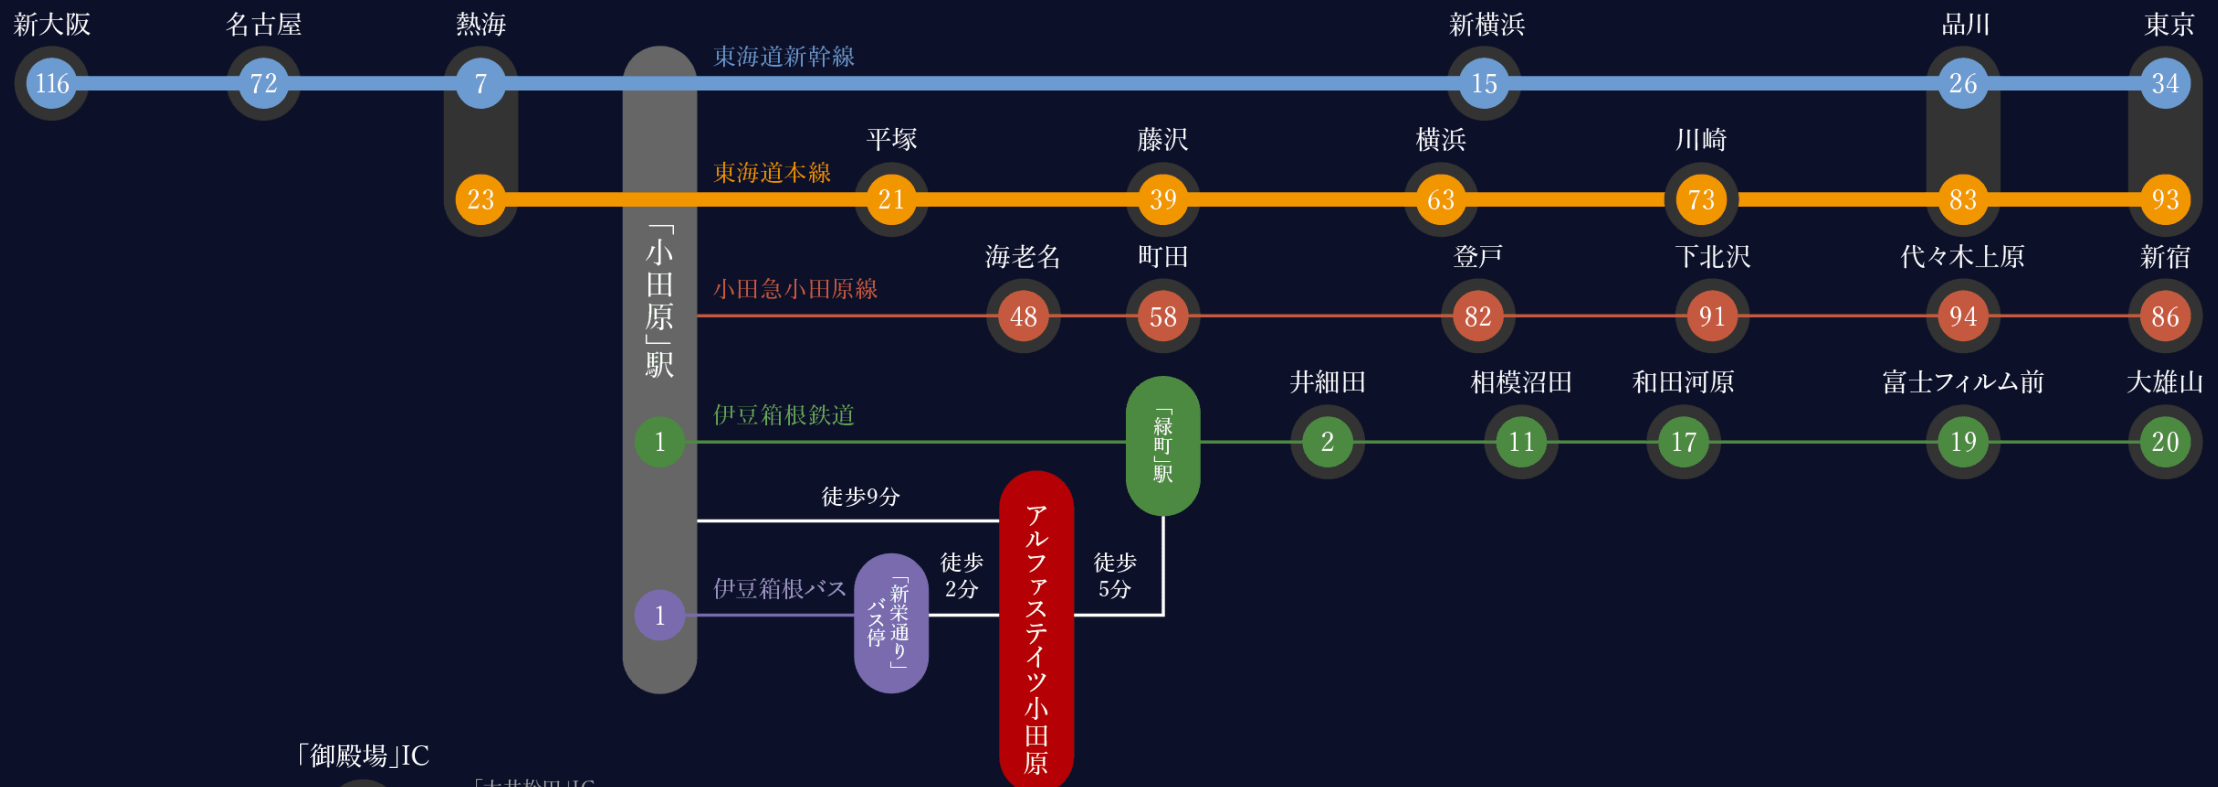 新大阪
名古屋
熱海
新横浜
品川
東京
東海道新幹線
116
72
7
15
26
34
平塚
藤沢
横浜
川崎
東海道本線
23
21
39
63
73
83
93
「小田原」駅
海老名
町田
登戸
下北沢
代々木上原
新宿
小田急小田原線
48
58
82
91
94
86
井細田
相模沼田
和田河原
富士フィルム前
大雄山
伊豆箱根鉄道
1
「緑町」駅
2
11
17
19
20
徒歩9分
伊豆箱根バス
1
「新栄通り」
バス停
徒歩
2分
アルファステイツ小田原
徒歩
5分
「御殿場」IC